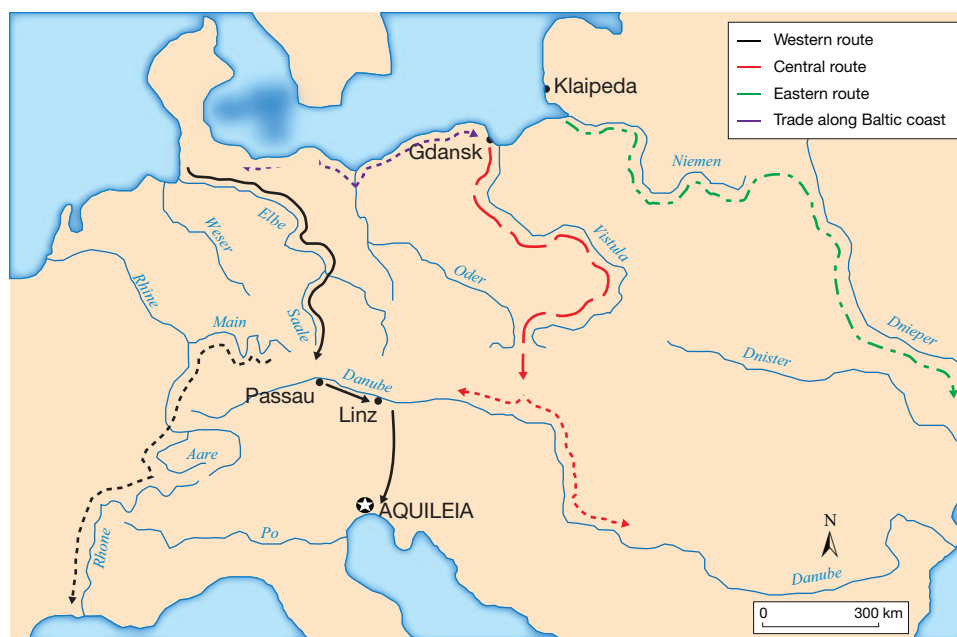 Western route
Central route
Eastern route
Trade along Baltic coast
Klaipeda
Gdansk
Niemen
Elbe
Weser
Vistula
Oder
Rhine
Saale
Main
Dnieper
Dnister
Danube
Passau
Linz
Aare
AQUILEIA
Po
Rhone
N
Danube
0 300 km